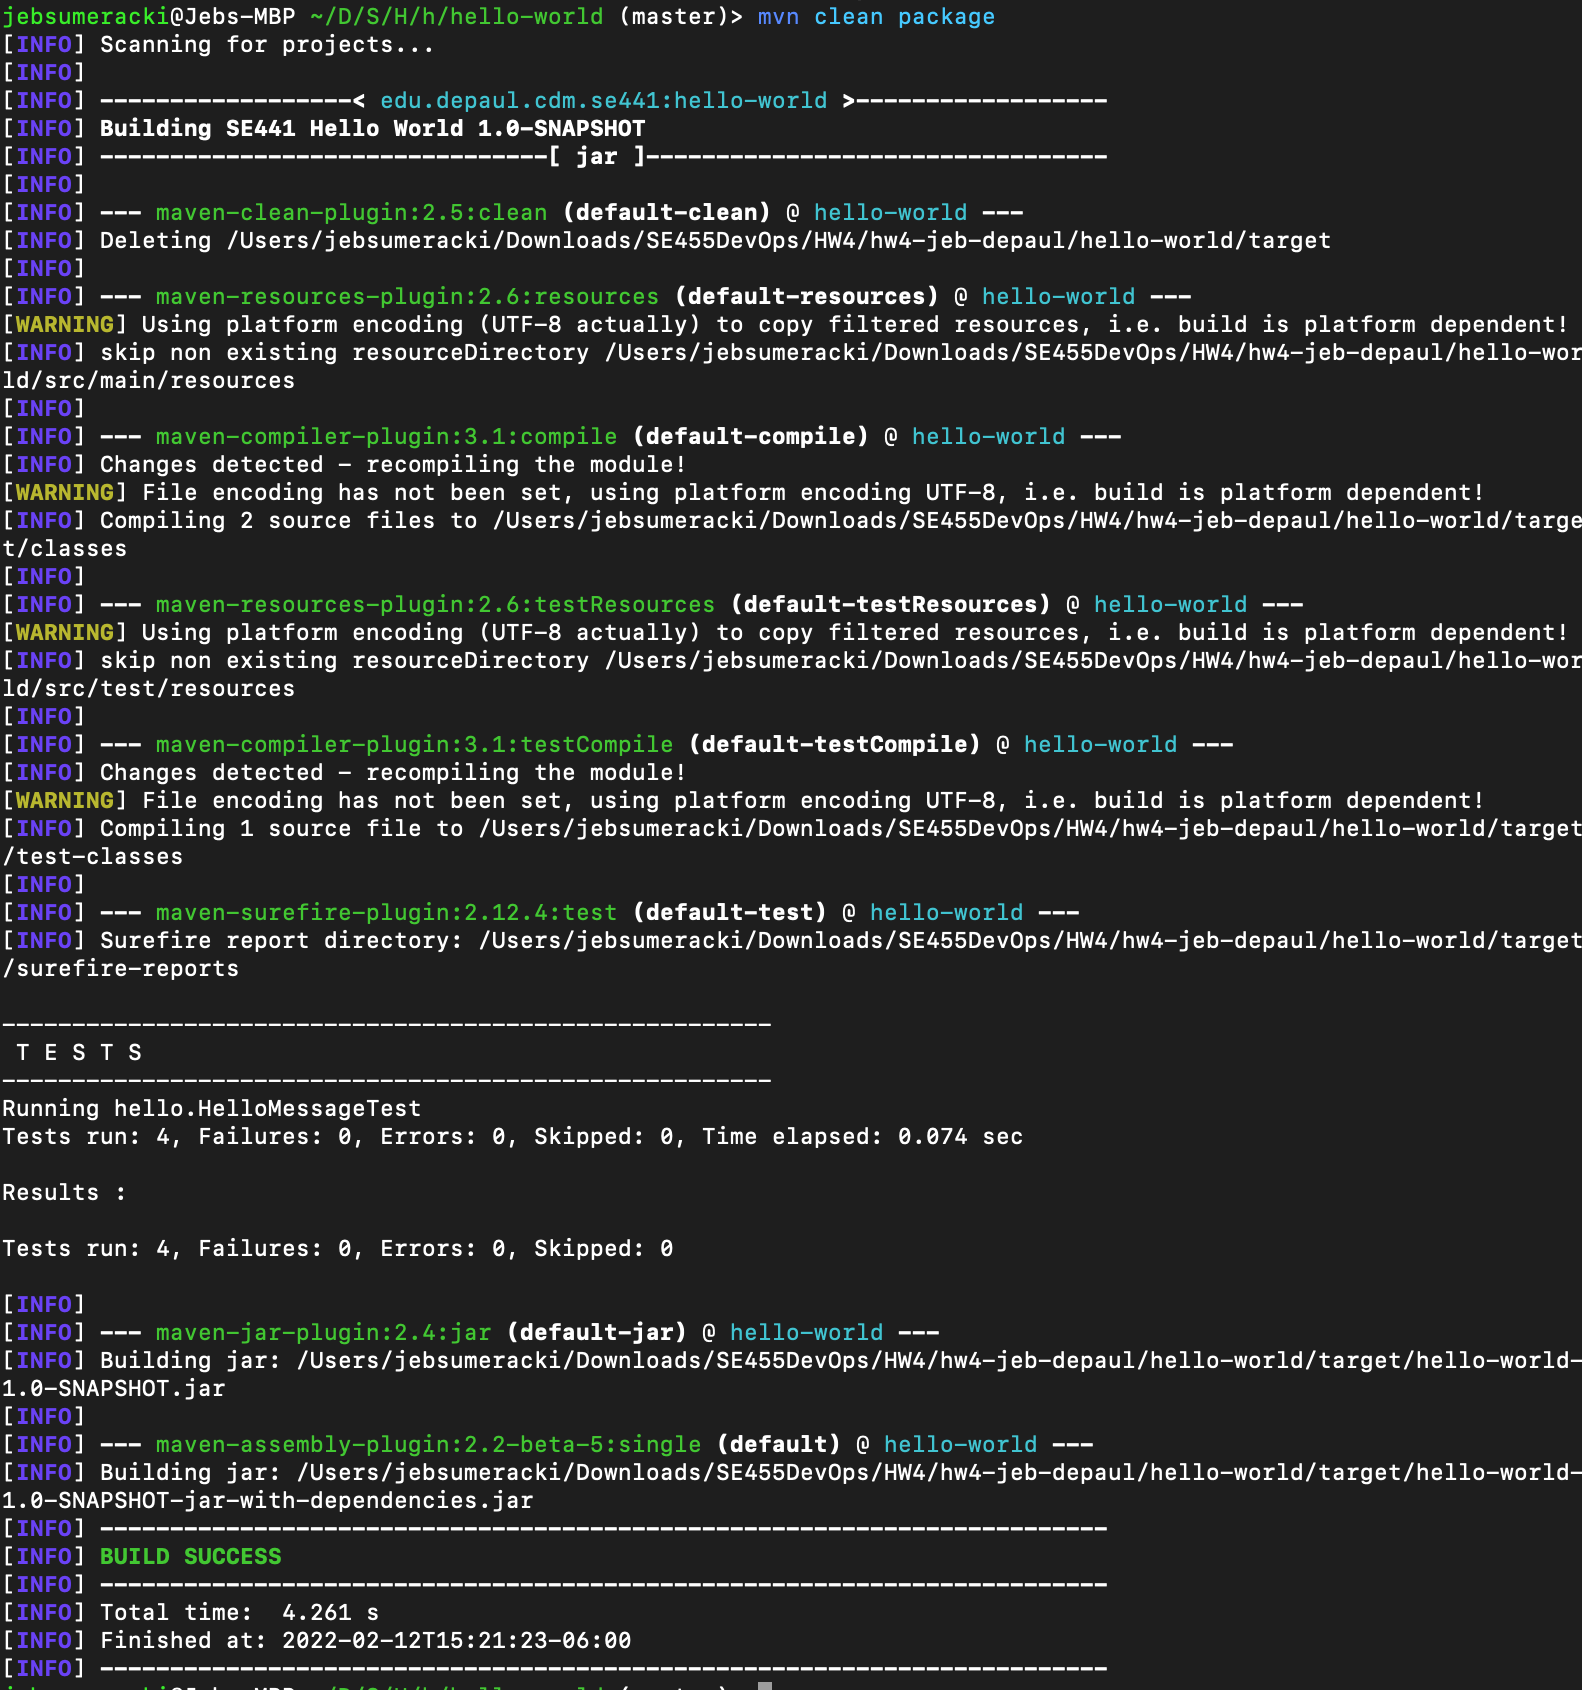 jebsumeracki@Jebs-MBP ~/D/S/H/h/hello-world (master)> mvn clean package
[INFO] Scanning for projects...
[INFO]
[INFO] ------------------< edu.depaul.cdm.se441:hello-world >------------------
[INFO] Building SE441 Hello World 1.0-SNAPSHOT
[INFO] --------------------------------[ jar ]---------------------------------
[INFO]
[INFO] --- maven-clean-plugin:2.5:clean (default-clean) @ hello-world ---
[INFO] Deleting /Users/jebsumeracki/Downloads/SE455DevOps/HW4/hw4-jeb-depaul/hello-world/target
[INFO]
[INFO] --- maven-resources-plugin:2.6:resources (default-resources) @ hello-world ---
[WARNING] Using platform encoding (UTF-8 actually) to copy filtered resources, i.e. build is platform dependent!
[INFO] skip non existing resourceDirectory /Users/jebsumeracki/Downloads/SE455DevOps/HW4/hw4-jeb-depaul/hello-wor
ld/src/main/resources
[INFO]
[INFO] --- maven-compiler-plugin:3.1:compile (default-compile) @ hello-world ---
[INFO] Changes detected - recompiling the module!
[WARNING] File encoding has not been set, using platform encoding UTF-8, i.e. build is platform dependent!
[INFO] Compiling 2 source files to /Users/jebsumeracki/Downloads/SE455DevOps/HW4/hw4-jeb-depaul/hello-world/targe
t/classes
[INFO]
[INFO] --- maven-resources-plugin:2.6:testResources (default-testResources) @ hello-world ---
[WARNING] Using platform encoding (UTF-8 actually) to copy filtered resources, i.e. build is platform dependent!
[INFO] skip non existing resourceDirectory /Users/jebsumeracki/Downloads/SE455DevOps/HW4/hw4-jeb-depaul/hello-wor
ld/src/test/resources
[INFO]
[INFO] --- maven-compiler-plugin:3.1:testCompile (default-testCompile) @ hello-world ---
[INFO] Changes detected - recompiling the module!
[WARNING] File encoding has not been set, using platform encoding UTF-8, i.e. build is platform dependent!
[INFO] Compiling 1 source file to /Users/jebsumeracki/Downloads/SE455DevOps/HW4/hw4-jeb-depaul/hello-world/target
/test-classes
[INFO]
[INFO] --- maven-surefire-plugin:2.12.4:test (default-test) @ hello-world ---
[INFO] Surefire report directory: /Users/jebsumeracki/Downloads/SE455DevOps/HW4/hw4-jeb-depaul/hello-world/target
/surefire-reports
-------------------------------------------------------
T E S T S
-------------------------------------------------------
Running hello.HelloMessageTest
Tests run: 4, Failures: 0, Errors: 0, Skipped: 0, Time elapsed: 0.074 sec
Results :
Tests run: 4, Failures: 0, Errors: 0, Skipped: 0
[INFO]
[INFO] --- maven-jar-plugin:2.4:jar (default-jar) @ hello-world ---
[INFO] Building jar: /Users/jebsumeracki/Downloads/SE455DevOps/HW4/hw4-jeb-depaul/hello-world/target/hello-world-
1.0-SNAPSHOT.jar
[INFO]
[INFO] --- maven-assembly-plugin:2.2-beta-5:single (default) @ hello-world ---
[INFO] Building jar: /Users/jebsumeracki/Downloads/SE455DevOps/HW4/hw4-jeb-depaul/hello-world/target/hello-world-
1.0-SNAPSHOT-jar-with-dependencies.jar
[INFO] ------------------------------------------------------------------------
[INFO] BUILD SUCCESS
[INFO] ------------------------------------------------------------------------
[INFO] Total time:  4.261 s
[INFO] Finished at: 2022-02-12T15:21:23-06:00
[INFO] ------------------------------------------------------------------------